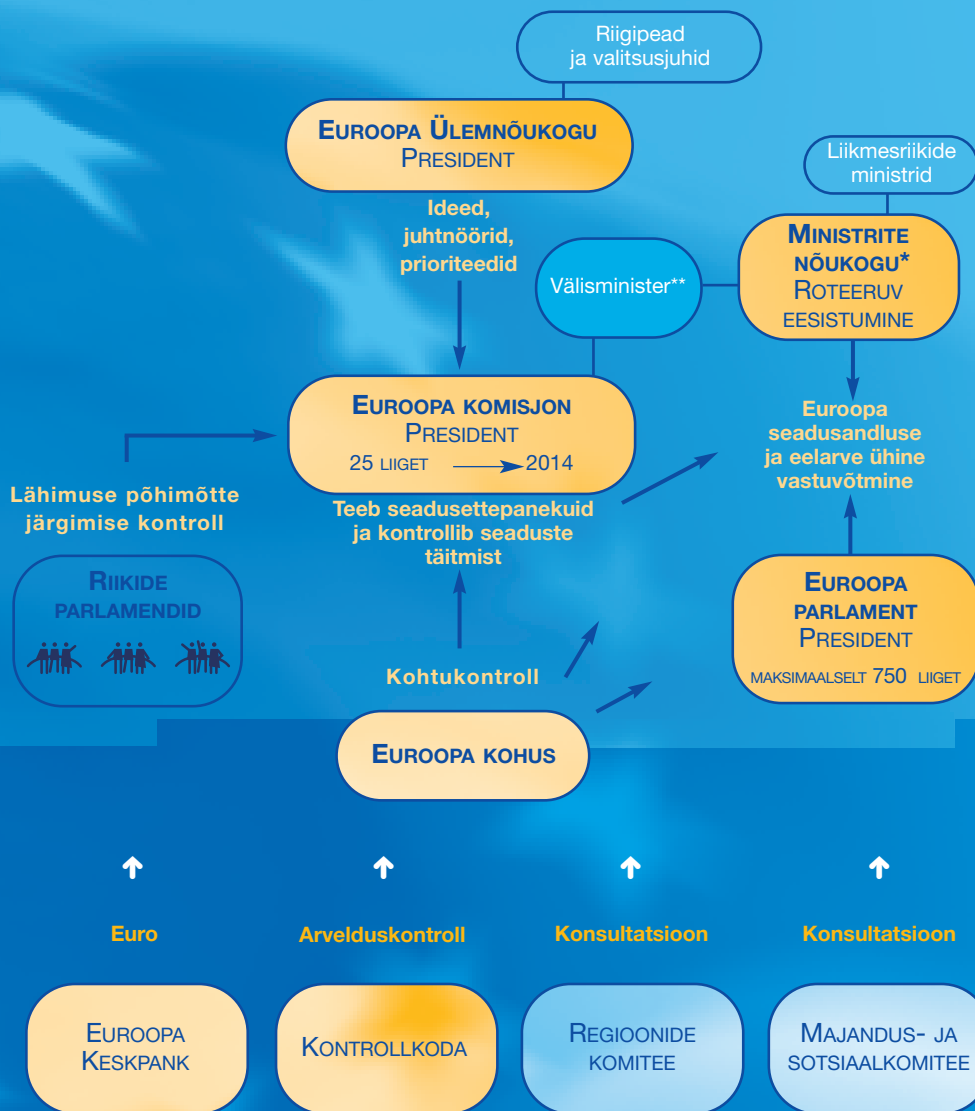 Riigipead
ja valitsusjuhid
EUROOPA ÜLEMNÕUKOGU
PRESIDENT
Ideed,
juhtnöörid,
prioriteedid
Liikmesriikide
ministrid
MINISTRITE
NÕUKOGU*
ROTEERUV
EESISTUMINE
Välisminister**
EUROOPA KOMISJON
PRESIDENT
25 LIIGET 2014
Teeb seadusettepanekuid
ja kontrollib seaduste
täitmist
Euroopa
seadusandluse
ja eelarve ühine
vastuvõtmine
Lähimuse põhimõtte
järgimise kontroll
RIIKIDE
PARLAMENDID
EUROOPA
PARLAMENT
PRESIDENT
MAKSIMAALSELT 750 LIIGET
Kohtukontroll
EUROOPA KOHUS
Euro
Arvelduskontroll
Konsultatsioon
Konsultatsioon
EUROOPA
KESKPANK
KONTROLLKODA
REGIOONIDE
KOMITEE
MAJANDUS- JA
SOTSIAALKOMITEE